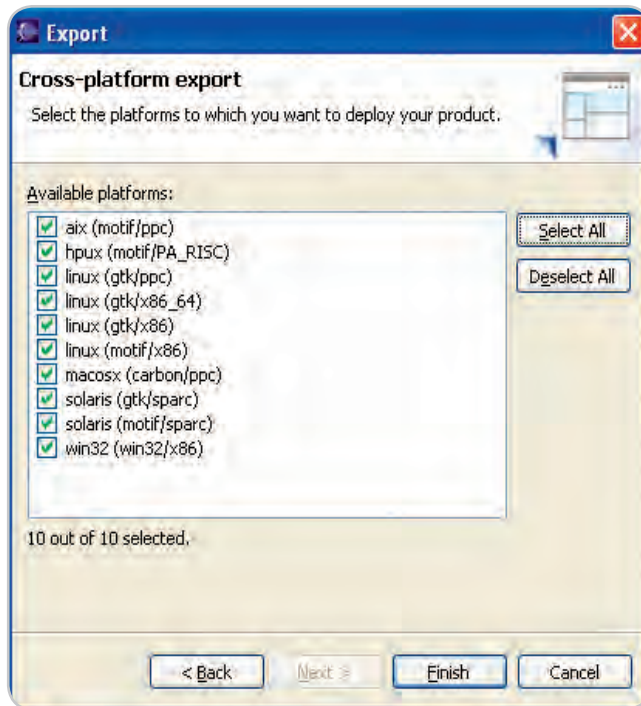 Export
Cross-platform export
Select the platforms to which you want to deploy your product.
Available platforms:
aix (motif/ppc)
hpux (motif/PA_RISC)
linux (gtk/ppc)
linux (gtk/x86_64)
linux (gtk/x86)
linux (motif/x86)
macosx (carbon/ppc)
solaris (gtk/sparc)
solaris (motif/sparc)
win32 (win32/x86)
Select All
Deselect All
10 out of 10 selected.
< Back
Next >
Finish
Cancel